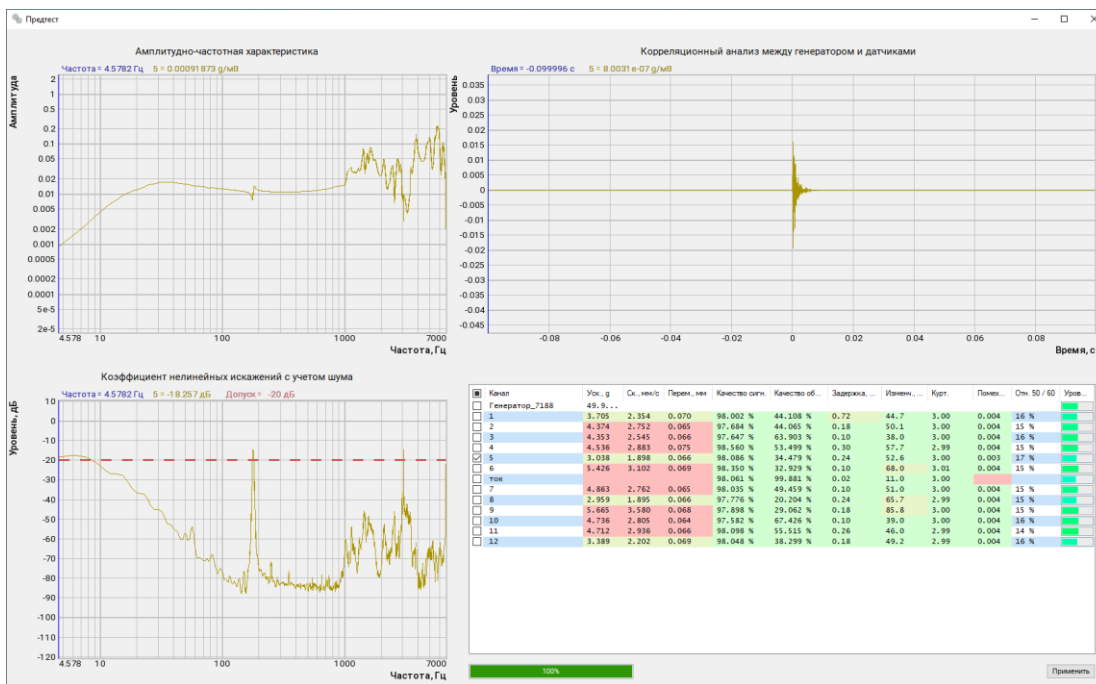 Предтест
Амплитудно-частотная характеристика
Частота = 4.5782 Гц 5 = 0.00091873 g/мВ
Амплитуда
2
1
0.5
0.2
0.1
0.05
0.02
0.01
0.005
0.002
0.001
0.0005
0.0002
0.0001
5e-5
2e-5
4.578 10 100 1000 7000
Частота, Гц
Корреляционный анализ между генератором и датчиками
Время = -0.099996 с 5 = 8.0031e-07 g/мВ
Уровень
0.035
0.03
0.025
0.02
0.015
0.01
0.005
0
-0.005
-0.01
-0.015
-0.02
-0.025
-0.03
-0.04
-0.045
-0.08 -0.06 -0.04 -0.02 0 0.02 0.04 0.06 0.08
Время, с
Коэффициент нелинейных искажений с учетом шума
Частота = 4.5782 Гц 5 = -18.257 дБ Допуск = -20 дБ
Уровень, дБ
10
0
-10
-20
-30
-40
-50
-60
-70
-80
-90
-100
-110
-120
4.578 10 100 1000 7000
Частота, Гц
Канал Уск., g Ск., мм/с Перем., мм Качество сигн. Качество об... Задержка, ... Изменч., ... Курт. Помех... Отн. 50 / 60 Уров...
Генератор_7188 49.9...
1 3.705 2.354 0.070 98.002 % 44.108 % 0.72 44.7 3.00 0.004 16 %
2 4.374 2.752 0.065 97.684 % 44.065 % 0.18 50.1 3.00 0.004 15 %
3 4.353 2.545 0.066 97.647 % 63.903 % 0.10 38.0 3.00 0.004 16 %
4 4.536 2.883 0.075 98.560 % 53.499 % 0.30 57.7 2.99 0.004 15 %
5 3.038 1.898 0.066 98.086 % 34.479 % 0.24 52.6 3.00 0.003 17 %
6 5.426 3.102 0.069 98.350 % 32.929 % 0.10 68.0 3.01 0.004 15 %
ток 98.061 % 99.881 % 0.02 11.0 3.00
7 4.863 2.762 0.065 98.035 % 49.459 % 0.10 51.0 3.00 0.004 15 %
8 2.959 1.895 0.066 97.776 % 20.204 % 0.24 65.7 2.99 0.004 15 %
9 5.665 3.580 0.068 97.898 % 29.062 % 0.18 85.8 3.00 0.004 15 %
10 4.736 2.805 0.064 97.582 % 67.426 % 0.10 39.0 3.00 0.004 16 %
11 4.712 2.936 0.066 98.098 % 55.515 % 0.26 46.0 2.99 0.004 14 %
12 3.389 2.202 0.069 98.048 % 38.299 % 0.18 49.2 2.99 0.004 16 %
100%
Применить